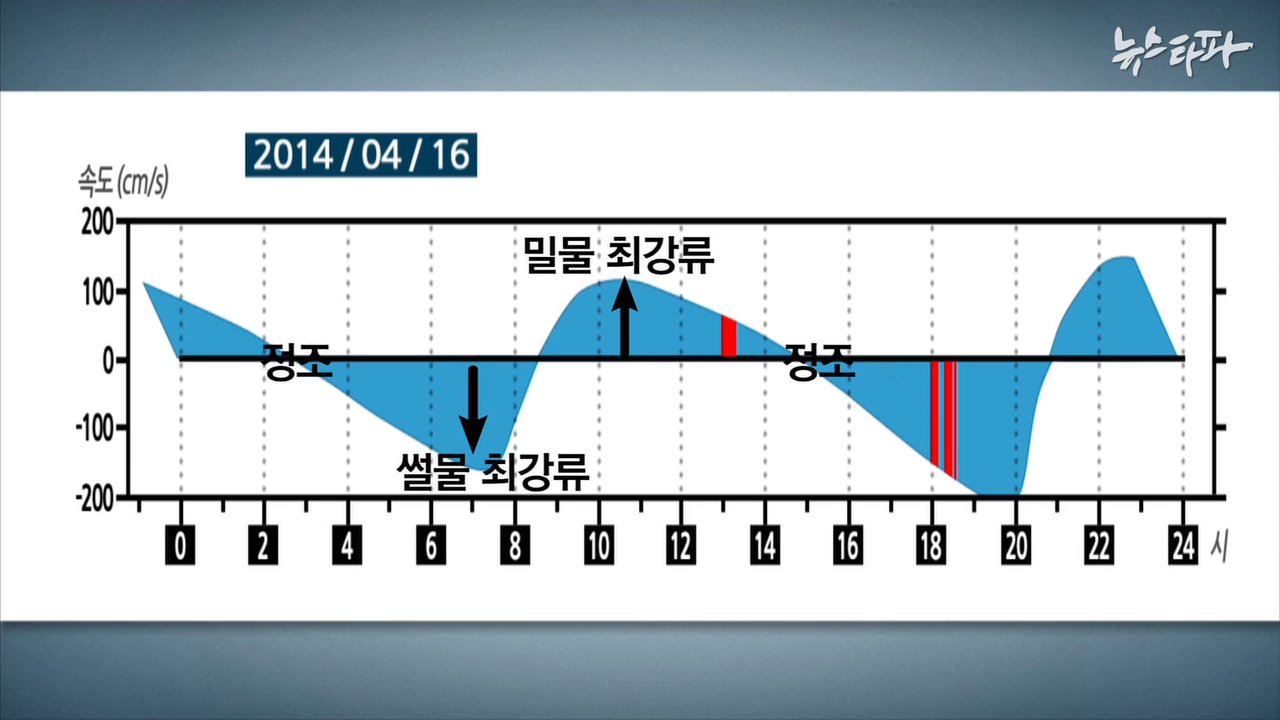 뉴스타파
2014 / 04 / 16
속도 (cm/s)
200
밀물 최강류
100
0
정조
정조
-100
썰물 최강류
-200
0 2 4 6 8 10 12 14 16 18 20 22 24 시